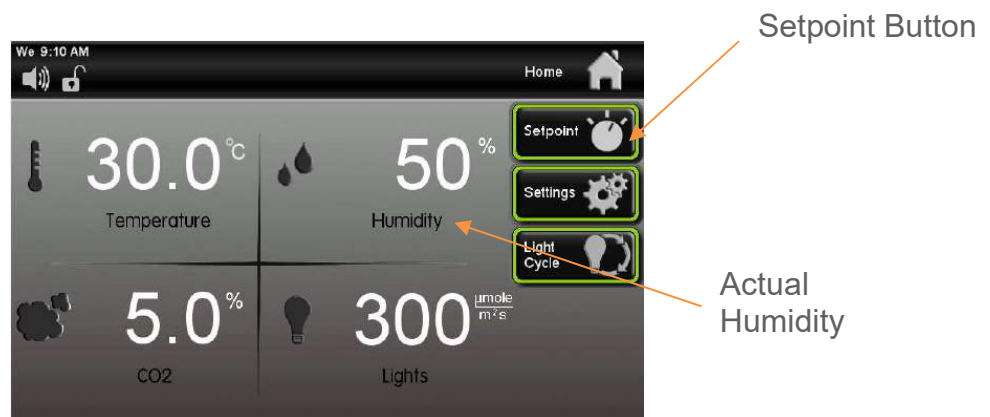 Setpoint Button
We 9:10 AM
Home
30.0 °C
Temperature
50 %
Humidity
Setpoint
Settings
Light
Cycle
5.0 %
CO2
300 µmole
m²s
Lights
Actual
Humidity